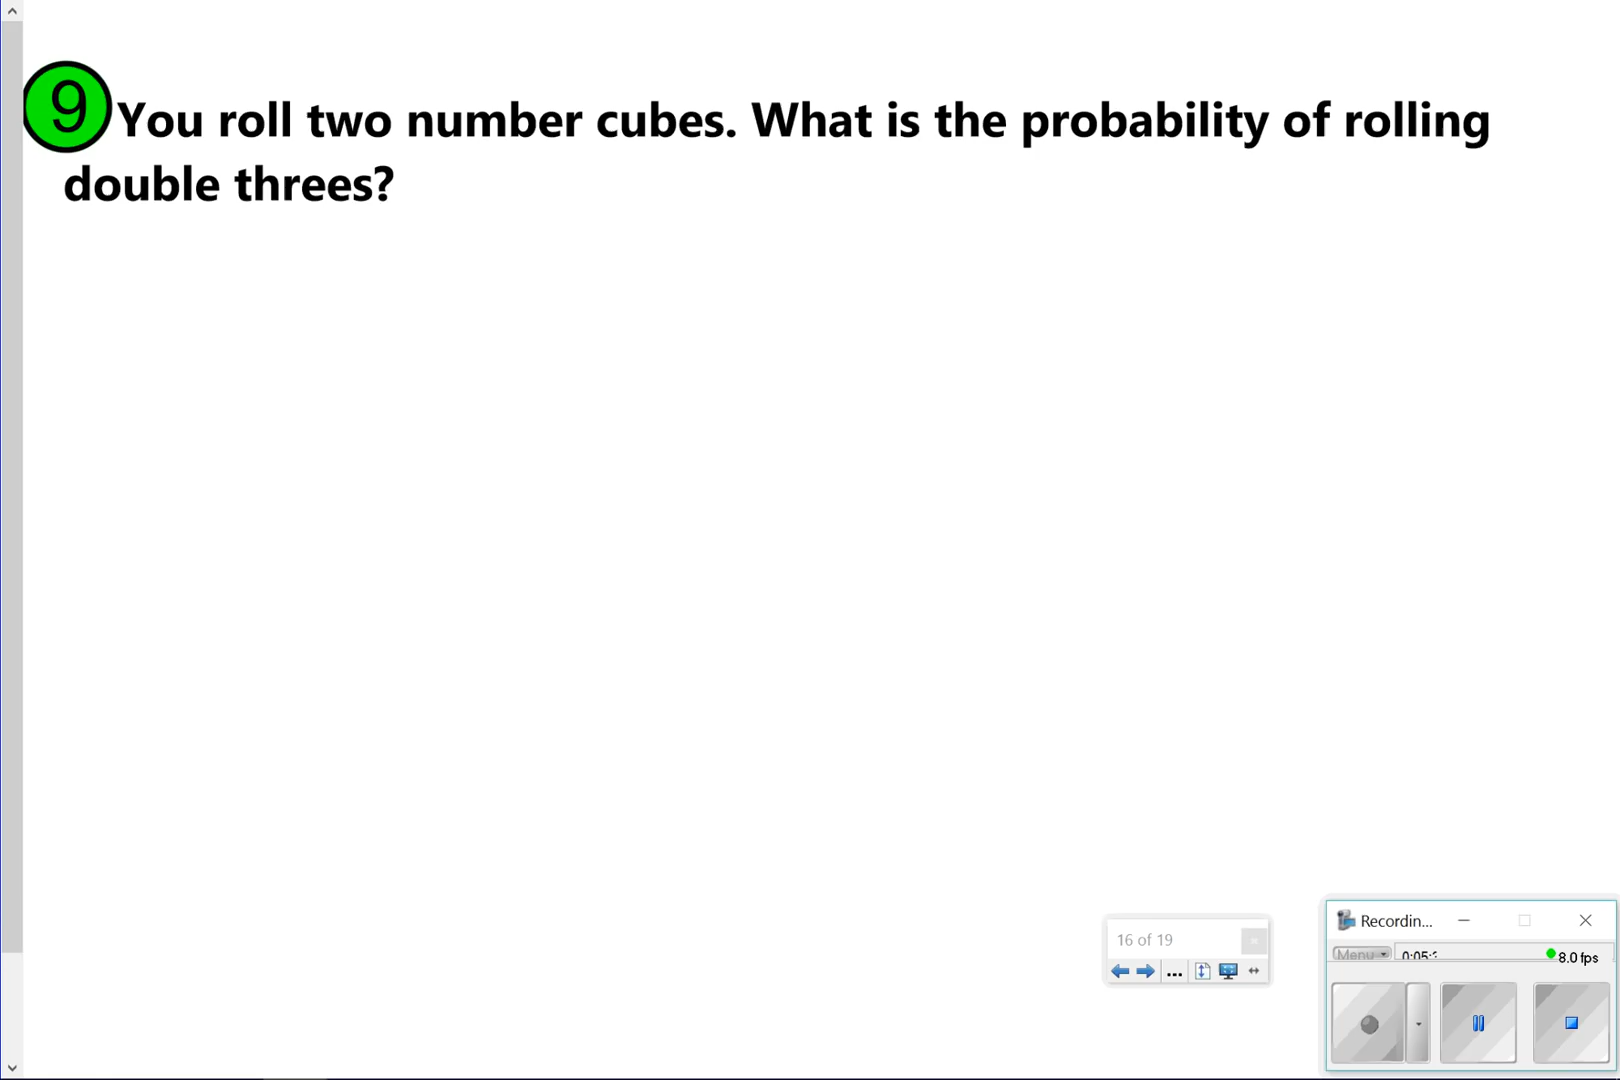 9 You roll two number cubes. What is the probability of rolling
double threes?
16 of 19
...
Recordin...
Menu
8.0 fps